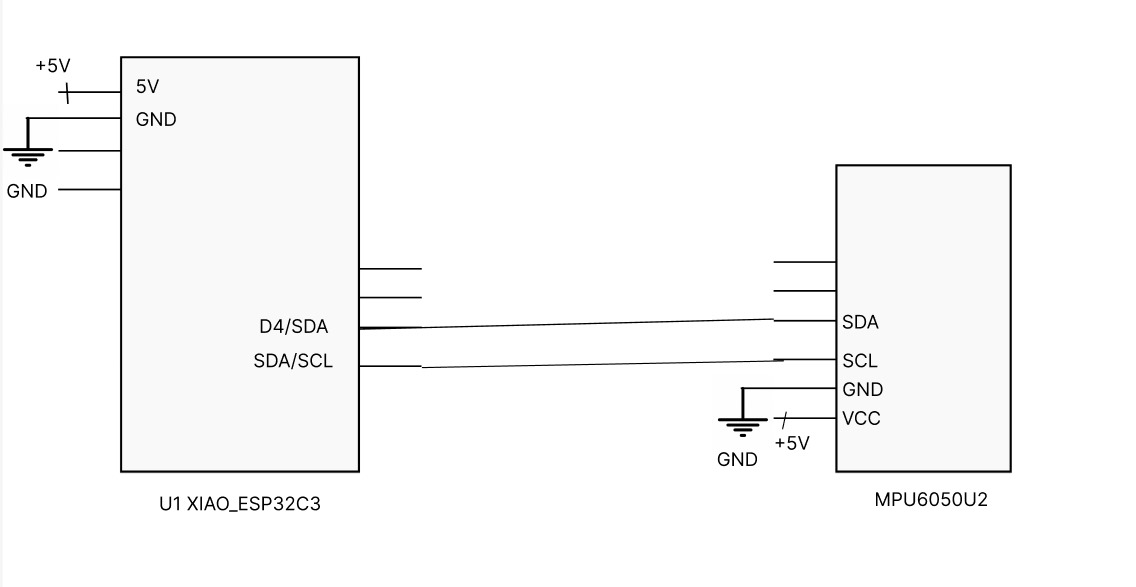 +5V
5V
GND
GND
D4/SDA
SDA/SCL
U1 XIAO_ESP32C3
SDA
SCL
GND
VCC
+5V
GND
MPU6050U2